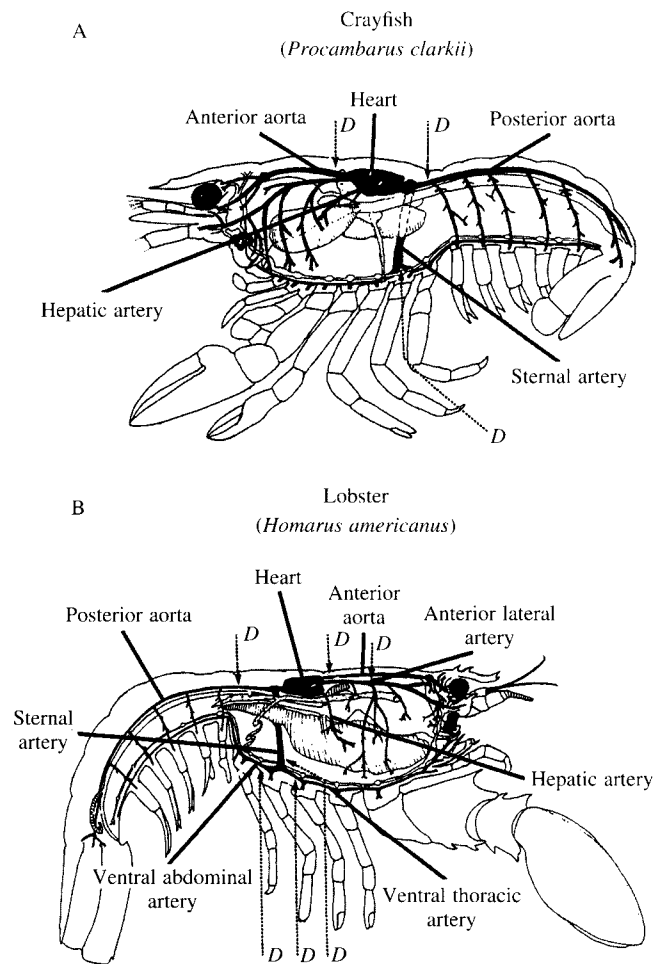 A
Crayfish
(Procambarus clarkii)
Anterior aorta
D
Heart
D
Posterior aorta
Hepatic artery
Sternal artery
D
B
Lobster
(Homarus americanus)
Posterior aorta
D
Heart
Anterior
aorta
D
D
Anterior lateral
artery
Sternal
artery
Hepatic artery
Ventral abdominal
artery
Ventral thoracic
artery
D
D
D